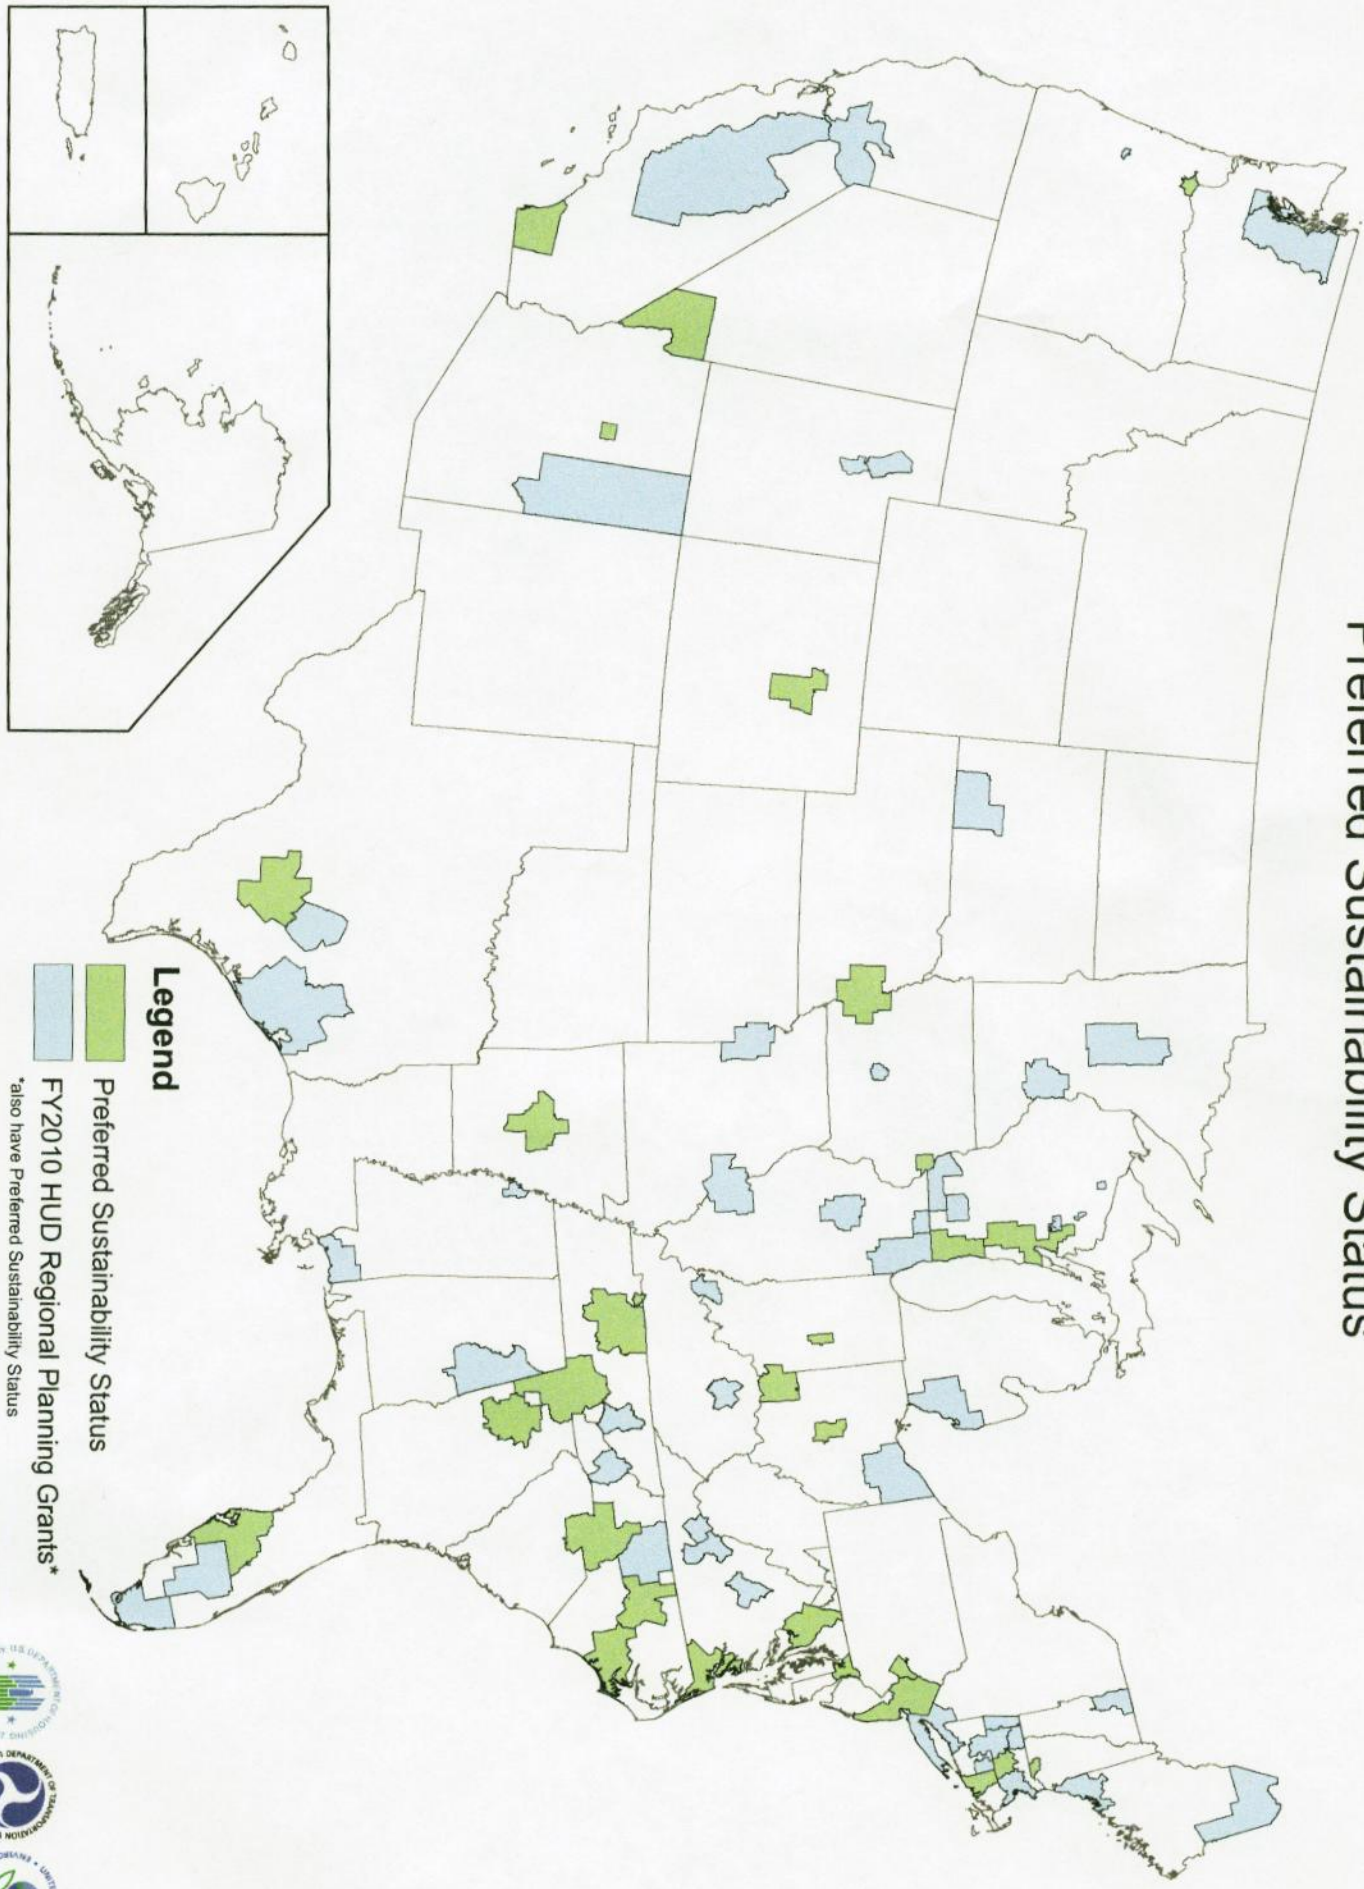 Preferred Sustainability Status
Legend
Preferred Sustainability Status
FY2010 HUD Regional Planning Grants*
*also have Preferred Sustainability Status